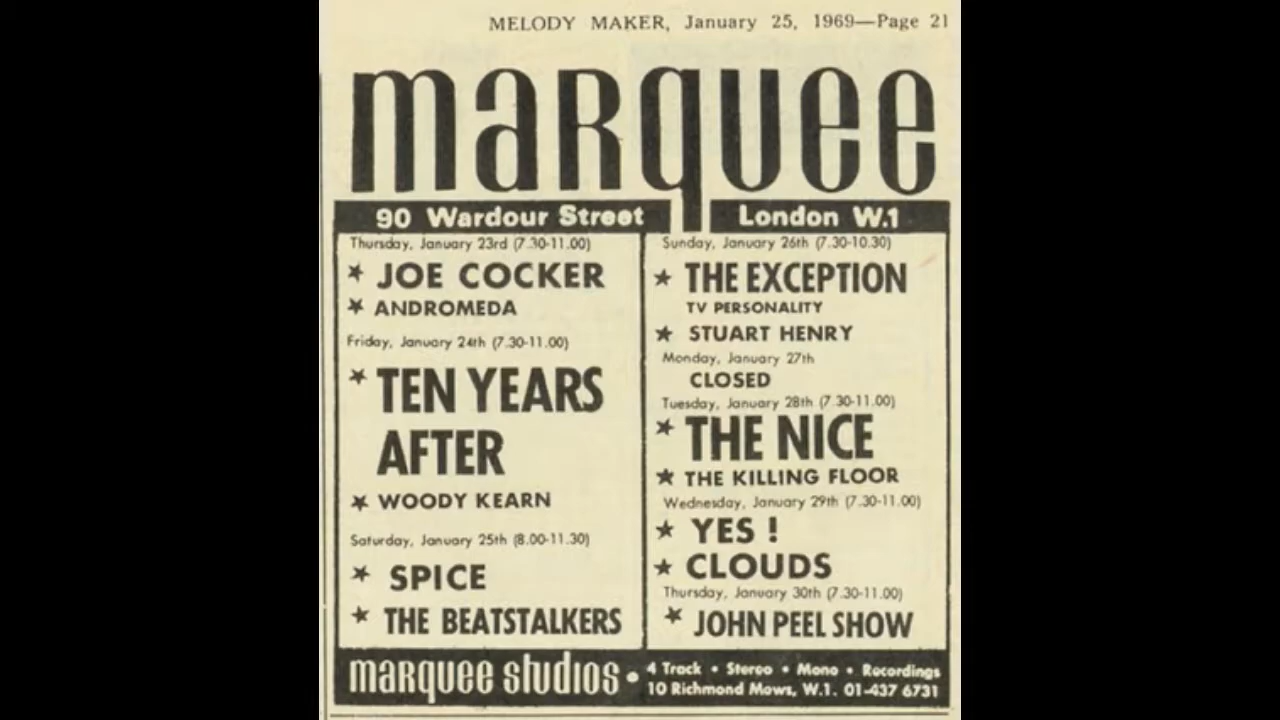 MELODY MAKER, January 25, 1969—Page 21
marquee
90 Wardour Street London W.1
Thursday, January 23rd (7.30-11.00)
★ JOE COCKER
★ ANDROMEDA
Friday, January 24th (7.30-11.00)
★ TEN YEARS
AFTER
★ WOODY KEARN
Saturday, January 25th (8.00-11.30)
★ SPICE
★ THE BEATSTALKERS
Sunday, January 26th (7.30-10.30)
★ THE EXCEPTION
TV PERSONALITY
★ STUART HENRY
Monday, January 27th
CLOSED
Tuesday, January 28th (7.30-11.00)
★ THE NICE
★ THE KILLING FLOOR
Wednesday, January 29th (7.30-11.00)
★ YES !
★ CLOUDS
Thursday, January 30th (7.30-11.00)
★ JOHN PEEL SHOW
marquee studios •
4 Track • Stereo • Mono • Recordings
10 Richmond Mews, W.1. 01-437 6731